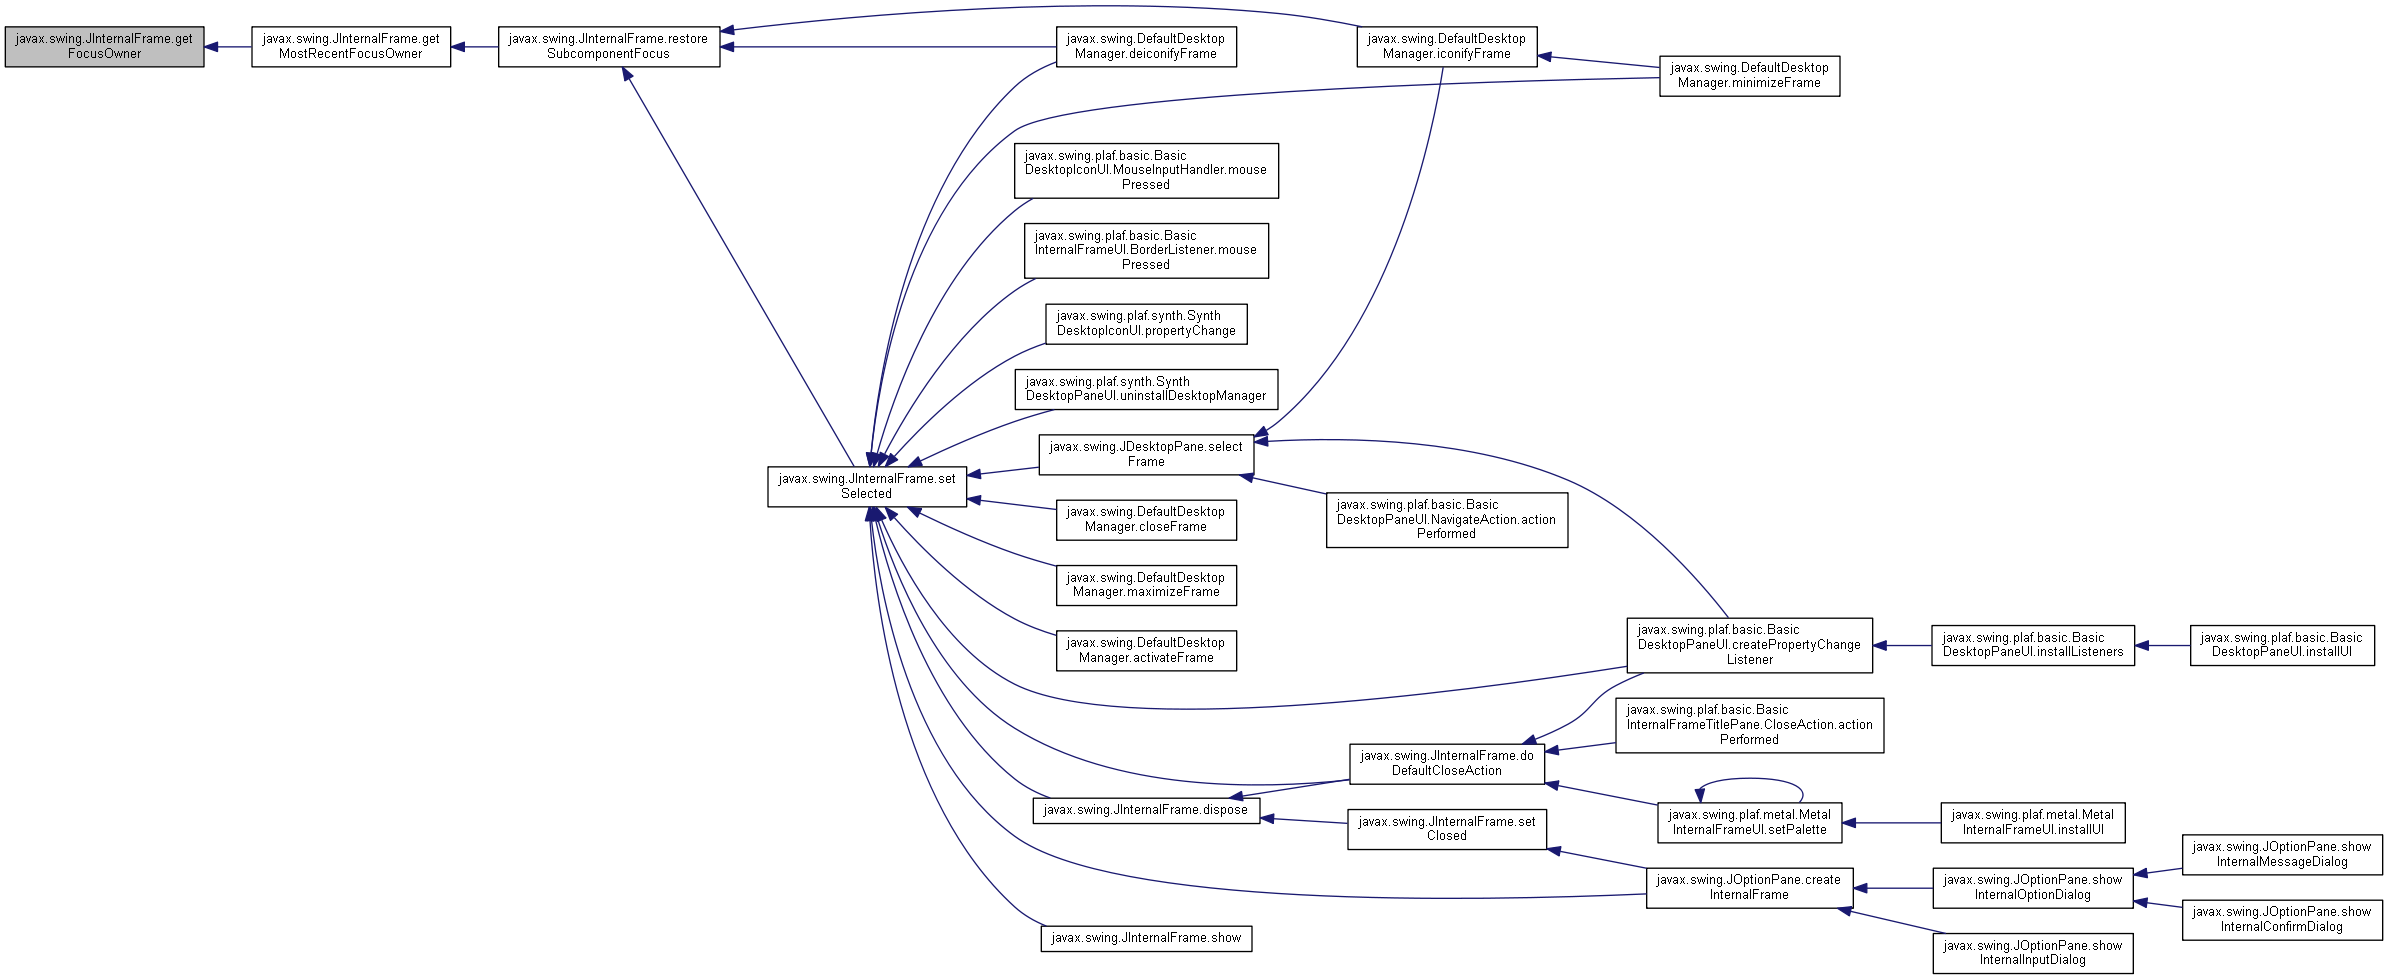 javax.swing.JInternalFrame.get
FocusOwner
javax.swing.JInternalFrame.get
MostRecentFocusOwner
javax.swing.JInternalFrame.restore
SubcomponentFocus
javax.swing.DefaultDesktop
Manager.deiconifyFrame
javax.swing.DefaultDesktop
Manager.iconifyFrame
javax.swing.DefaultDesktop
Manager.minimizeFrame
javax.swing.plaf.basic.Basic
DesktopIconUI.MouseInputHandler.mouse
Pressed
javax.swing.plaf.basic.Basic
InternalFrameUI.BorderListener.mouse
Pressed
javax.swing.plaf.synth.Synth
DesktopIconUI.propertyChange
javax.swing.plaf.synth.Synth
DesktopPaneUI.uninstallDesktopManager
javax.swing.JDesktopPane.select
Frame
javax.swing.JInternalFrame.set
Selected
javax.swing.DefaultDesktop
Manager.closeFrame
javax.swing.plaf.basic.Basic
DesktopPaneUI.NavigateAction.action
Performed
javax.swing.DefaultDesktop
Manager.maximizeFrame
javax.swing.DefaultDesktop
Manager.activateFrame
javax.swing.plaf.basic.Basic
DesktopPaneUI.createPropertyChange
Listener
javax.swing.plaf.basic.Basic
DesktopPaneUI.installListeners
javax.swing.plaf.basic.Basic
DesktopPaneUI.installUI
javax.swing.plaf.basic.Basic
InternalFrameTitlePane.CloseAction.action
Performed
javax.swing.JInternalFrame.do
DefaultCloseAction
javax.swing.JInternalFrame.dispose
javax.swing.JInternalFrame.set
Closed
javax.swing.plaf.metal.Metal
InternalFrameUI.setPalette
javax.swing.plaf.metal.Metal
InternalFrameUI.installUI
javax.swing.JOptionPane.create
InternalFrame
javax.swing.JOptionPane.show
InternalOptionDialog
javax.swing.JOptionPane.show
InternalMessageDialog
javax.swing.JOptionPane.show
InternalConfirmDialog
javax.swing.JInternalFrame.show
javax.swing.JOptionPane.show
InternalInputDialog